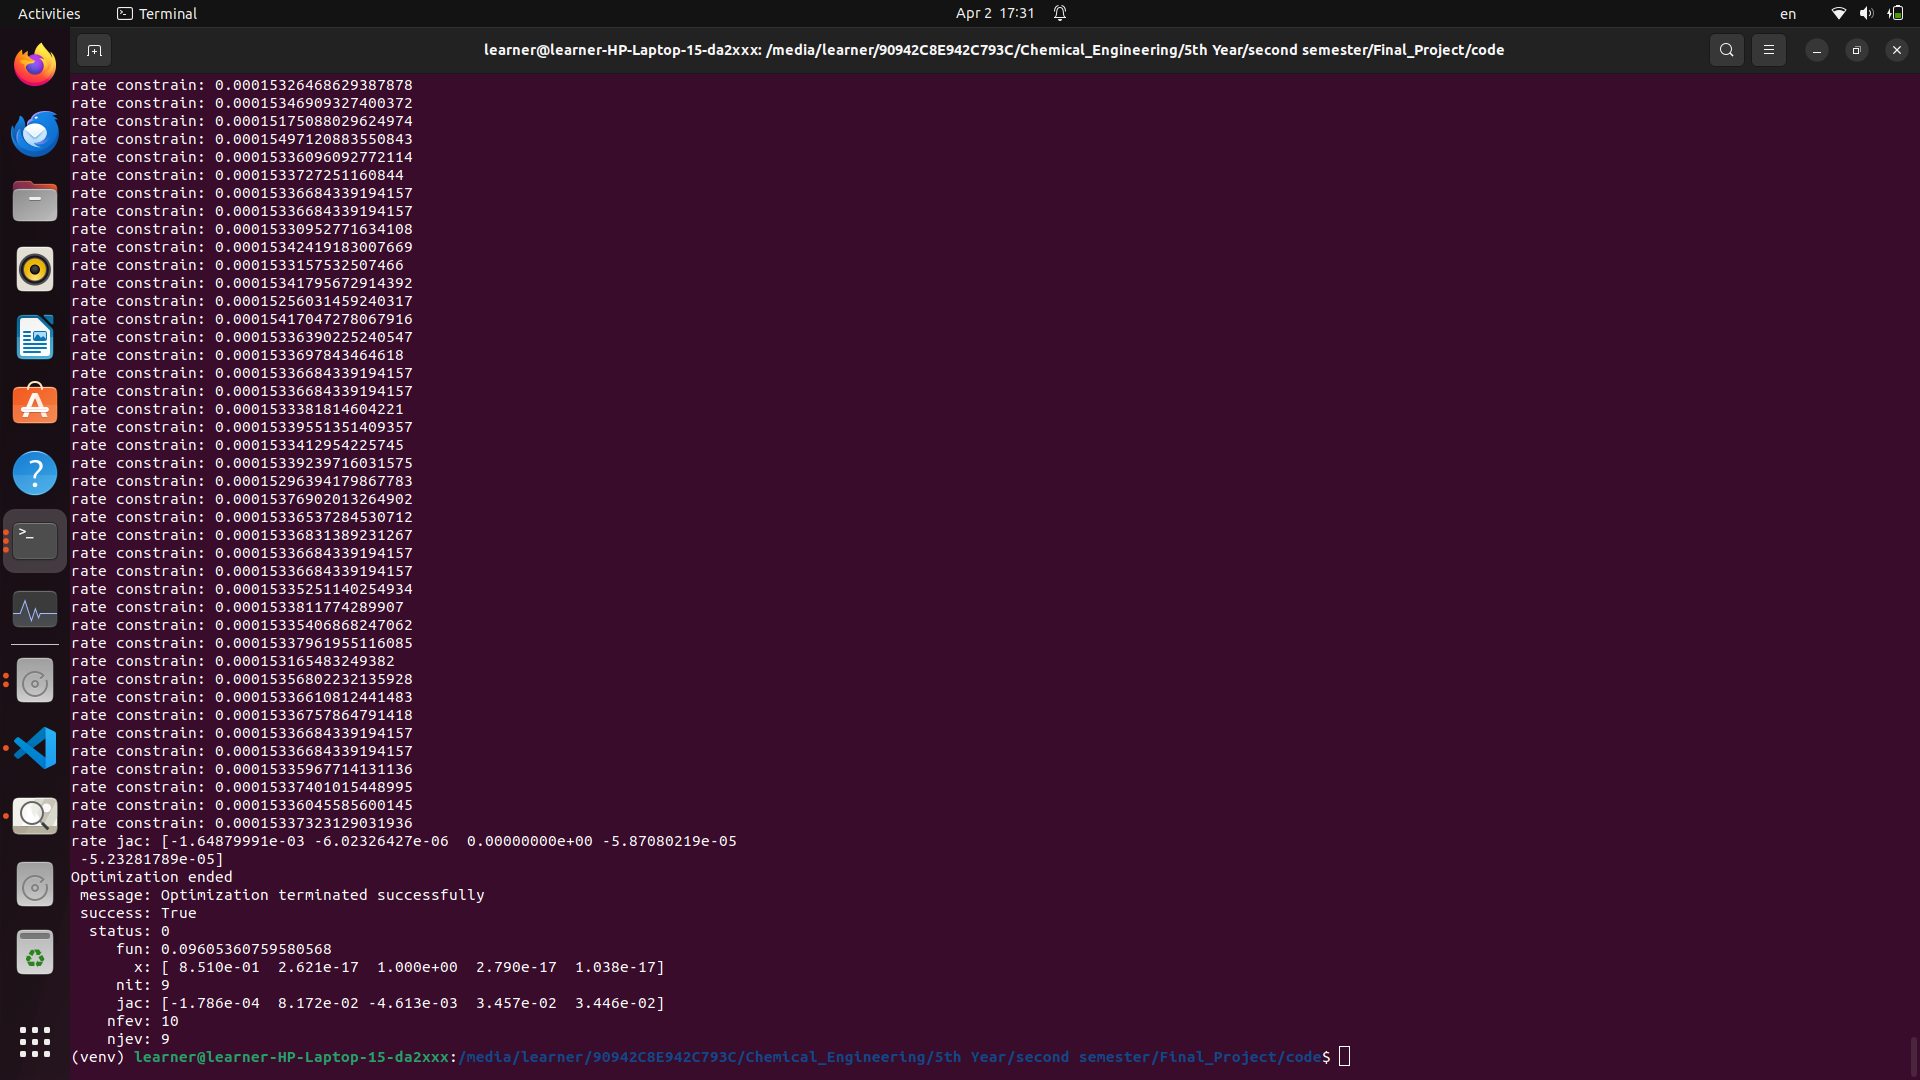 Activities
Terminal
Apr 2 17:31
en
learner@learner-HP-Laptop-15-da2xxx: /media/learner/90942C8E942C793C/Chemical_Engineering/5th Year/second semester/Final_Project/code
rate constrain: 0.00015326468629387878
rate constrain: 0.00015346909327400372
rate constrain: 0.00015175088029624974
rate constrain: 0.00015497120883550843
rate constrain: 0.00015336096092772114
rate constrain: 0.0001533727251160844
rate constrain: 0.00015336684339194157
rate constrain: 0.00015336684339194157
rate constrain: 0.00015330952771634108
rate constrain: 0.00015342419183007669
rate constrain: 0.0001533157532507466
rate constrain: 0.00015341795672914392
rate constrain: 0.00015256031459240317
rate constrain: 0.00015417047278067916
rate constrain: 0.00015336390225240547
rate constrain: 0.0001533697843464618
rate constrain: 0.00015336684339194157
rate constrain: 0.00015336684339194157
rate constrain: 0.0001533381814604221
rate constrain: 0.00015339551351409357
rate constrain: 0.0001533412954225745
rate constrain: 0.00015339239716031575
rate constrain: 0.00015296394179867783
rate constrain: 0.00015376902013264902
rate constrain: 0.00015336537284530712
rate constrain: 0.00015336831389231267
rate constrain: 0.00015336684339194157
rate constrain: 0.00015336684339194157
rate constrain: 0.00015335251140254934
rate constrain: 0.0001533811774289907
rate constrain: 0.00015335406868247062
rate constrain: 0.00015337961955116085
rate constrain: 0.000153165483249382
rate constrain: 0.00015356802232135928
rate constrain: 0.00015336610812441483
rate constrain: 0.00015336757864791418
rate constrain: 0.00015336684339194157
rate constrain: 0.00015336684339194157
rate constrain: 0.00015335967714131136
rate constrain: 0.00015337401015448995
rate constrain: 0.00015336045585600145
rate constrain: 0.00015337323129031936
rate jac: [-1.64879991e-03 -6.02326427e-06  0.00000000e+00 -5.87080219e-05
 -5.23281789e-05]
Optimization ended
 message: Optimization terminated successfully
 success: True
  status: 0
     fun: 0.09605360759580568
       x: [ 8.510e-01  2.621e-17  1.000e+00  2.790e-17  1.038e-17]
     nit: 9
     jac: [-1.786e-04  8.172e-02 -4.613e-03  3.457e-02  3.446e-02]
    nfev: 10
    njev: 9
(venv) learner@learner-HP-Laptop-15-da2xxx:/media/learner/90942C8E942C793C/Chemical_Engineering/5th Year/second semester/Final_Project/code$